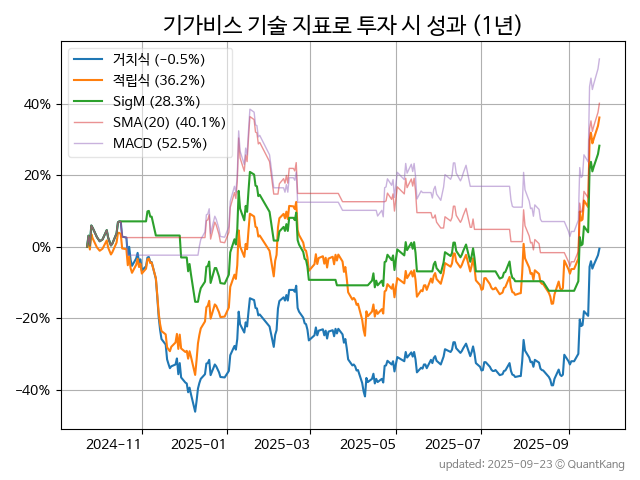 기가비스 기술 지표로 투자 시 성과 (1년)
거치식 (−0.5%)
적립식 (36.2%)
SigM (28.3%)
SMA(20) (40.1%)
MACD (52.5%)
40%
20%
0%
−20%
−40%
2024-11
2025-01
2025-03
2025-05
2025-07
2025-09
updated: 2025-09-23 © QuantKang